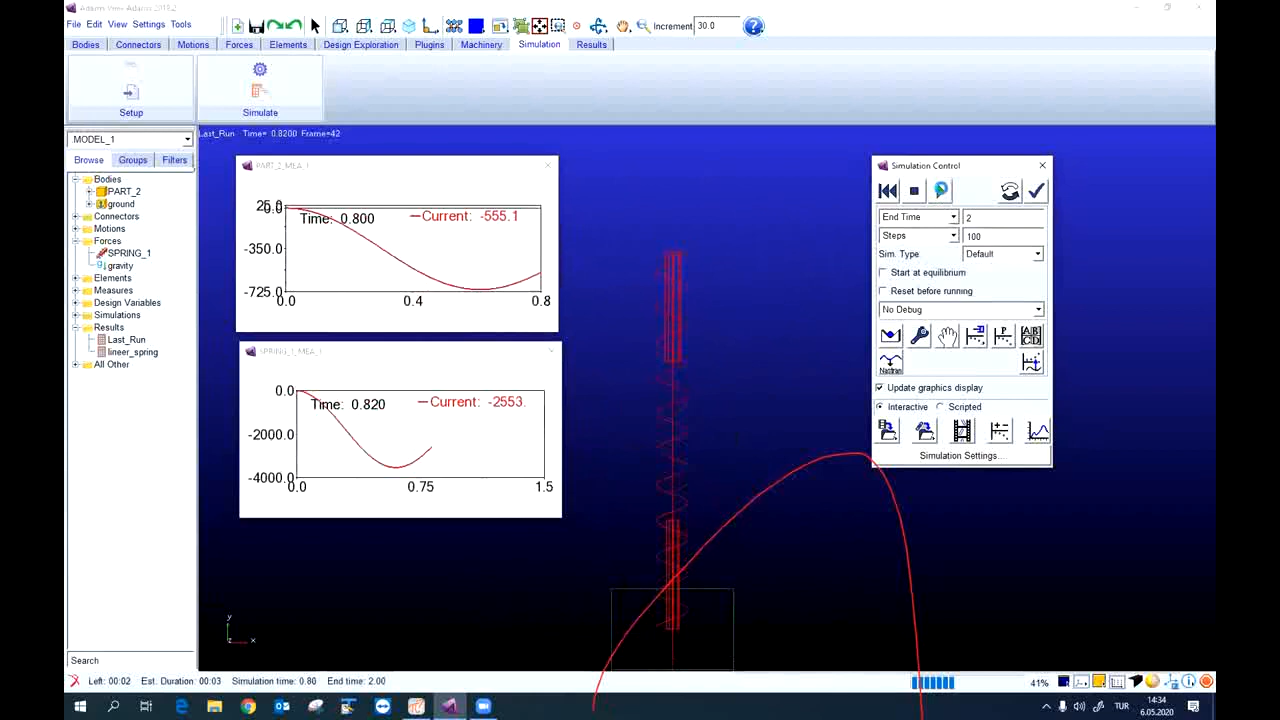 Adams View Adams 2019.2
File Edit View Settings Tools
Increment 30.0
Bodies Connectors Motions Forces Elements Design Exploration Plugins Machinery Simulation Results
Setup Simulate
MODEL_1
Last_Run Time= 0.8200 Frame=42
Browse Groups Filters
Bodies
PART_2
ground
Connectors
Motions
Forces
SPRING_1
gravity
Elements
Measures
Design Variables
Simulations
Results
Last_Run
lineer_spring
All Other
Search
PART_2_MEA_1
Time: 0.800 Current: -555.1
25.0
0.0
-350.0
-725.0
0.0 0.4 0.8
SPRING_1_MEA_1
Time: 0.820 Current: -2553.
0.0
-2000.0
-4000.0
0.0 0.75 1.5
y
z x
Simulation Control
End Time 2
Steps 100
Sim. Type Default
Start at equilibrium
Reset before running
No Debug
P
A B
C D
Nastran
Update graphics display
Interactive Scripted
Simulation Settings...
Left: 00:02 Est. Duration: 00:03 Simulation time: 0.80 End time: 2.00
41%
TUR
14:34
6.05.2020